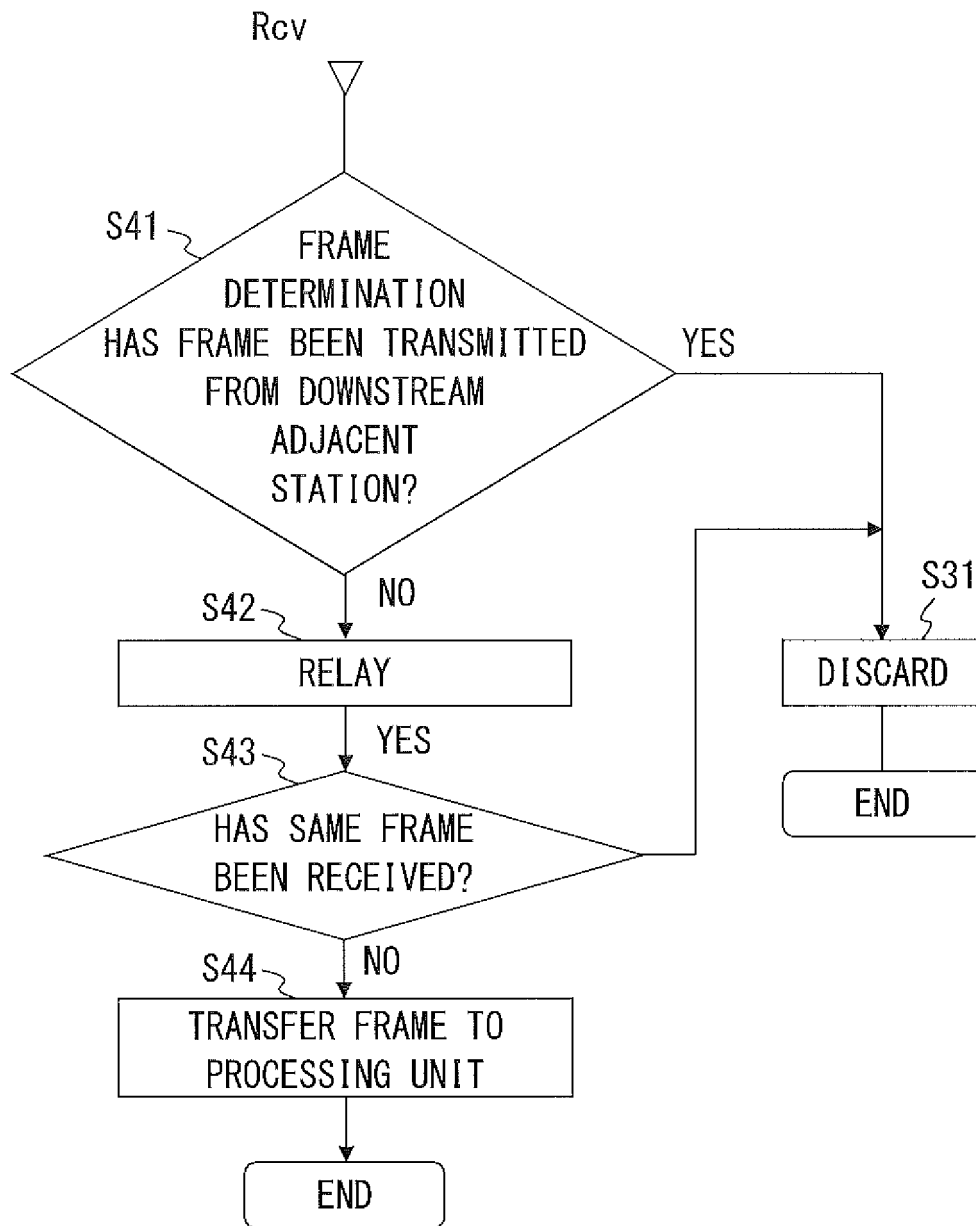 Rcv
S41
FRAME
DETERMINATION
HAS FRAME BEEN TRANSMITTED
FROM DOWNSTREAM
ADJACENT
STATION?
YES
NO
S42
RELAY
S31
DISCARD
END
YES
S43
HAS SAME FRAME
BEEN RECEIVED?
NO
S44
TRANSFER FRAME TO
PROCESSING UNIT
END